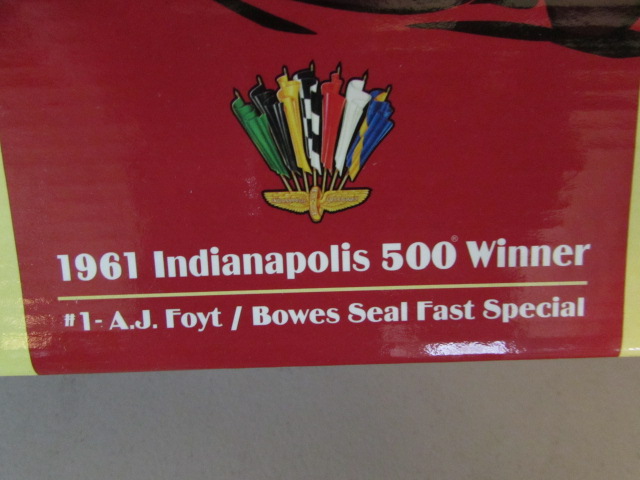 1961 Indianapolis 500® Winner
#1- A.J. Foyt / Bowes Seal Fast Special